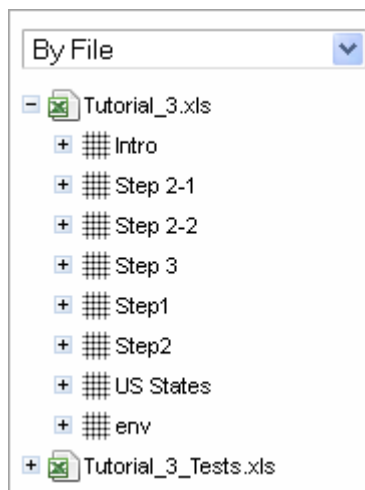 By File
Tutorial_3.xls
Intro
Step 2-1
Step 2-2
Step 3
Step1
Step2
US States
env
Tutorial_3_Tests.xls